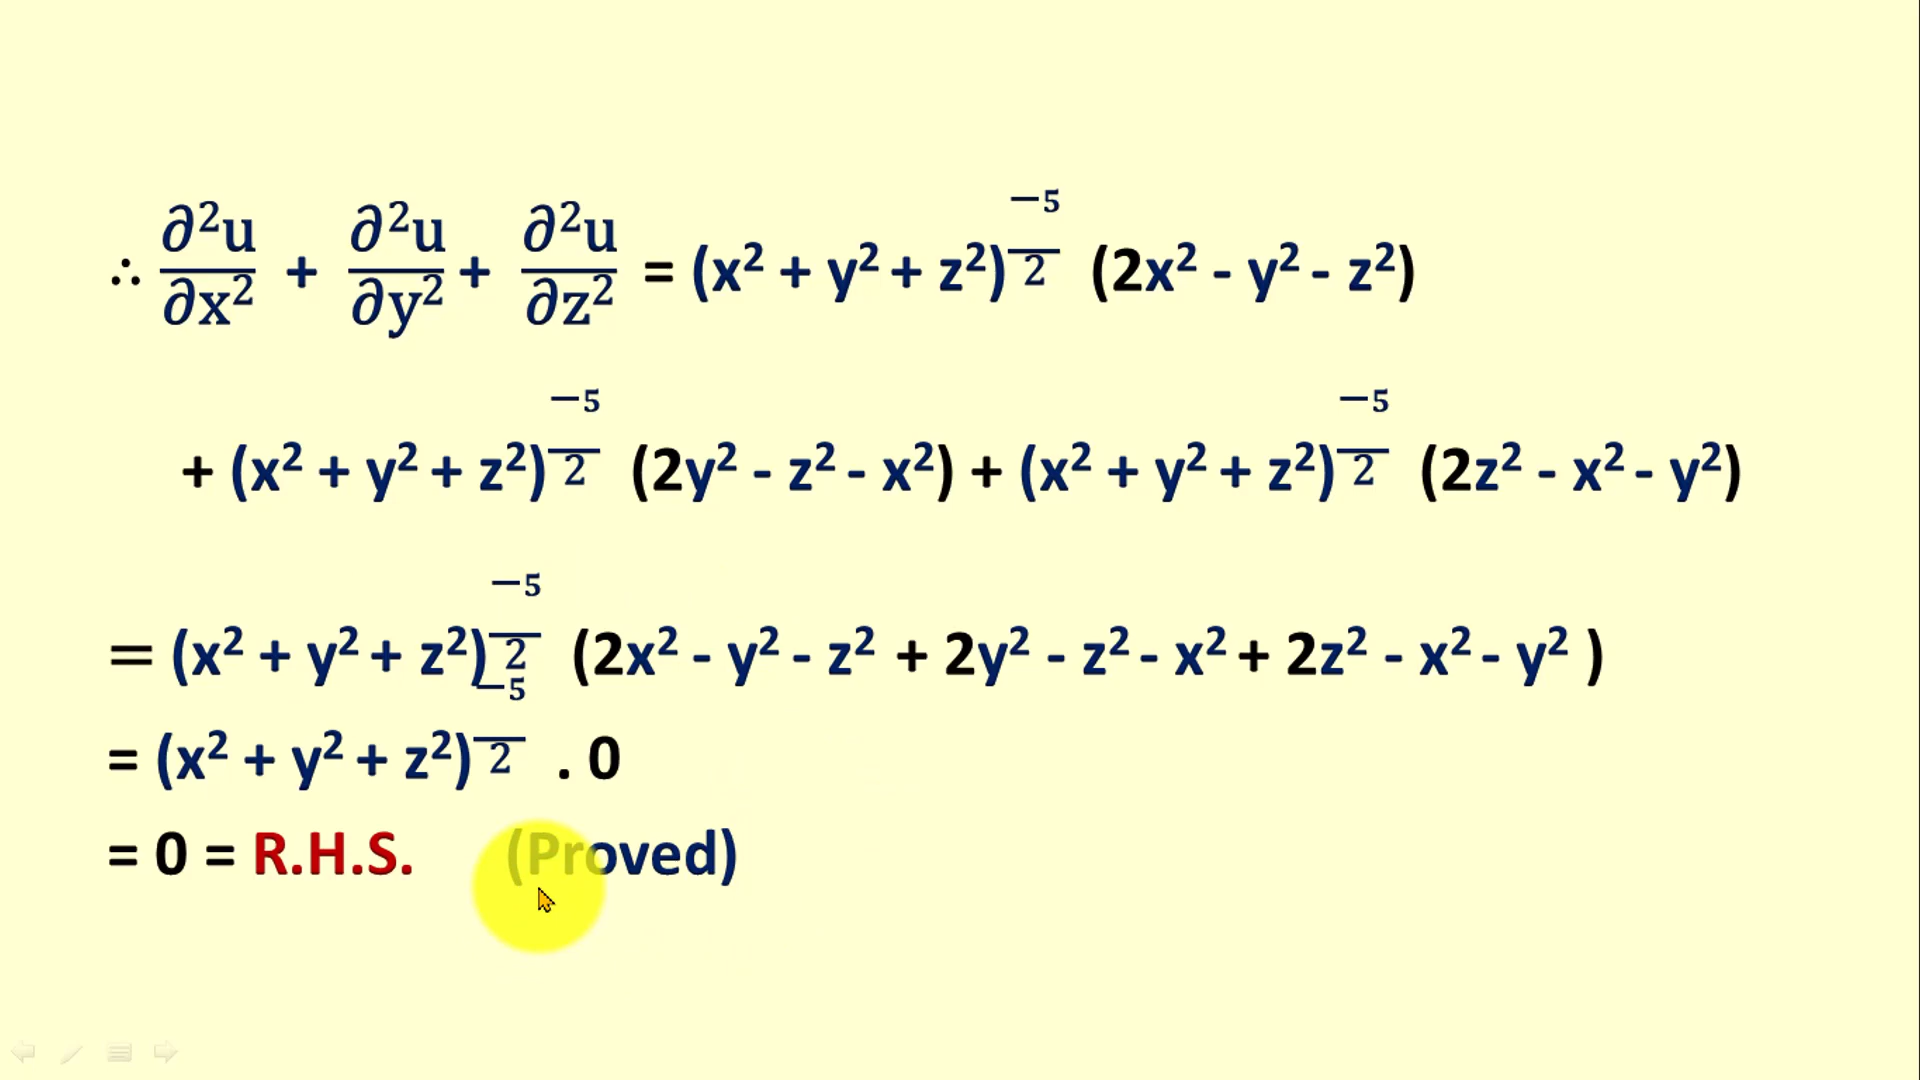 ∴ ∂²u/∂x² + ∂²u/∂y² + ∂²u/∂z² = (x² + y² + z²)^(−5/2) (2x² - y² - z²)
+ (x² + y² + z²)^(−5/2) (2y² - z² - x²) + (x² + y² + z²)^(−5/2) (2z² - x² - y²)
= (x² + y² + z²)^(−5/2) (2x² - y² - z² + 2y² - z² - x² + 2z² - x² - y² )
= (x² + y² + z²)^(−5/2) . 0
= 0 = R.H.S. (Proved)